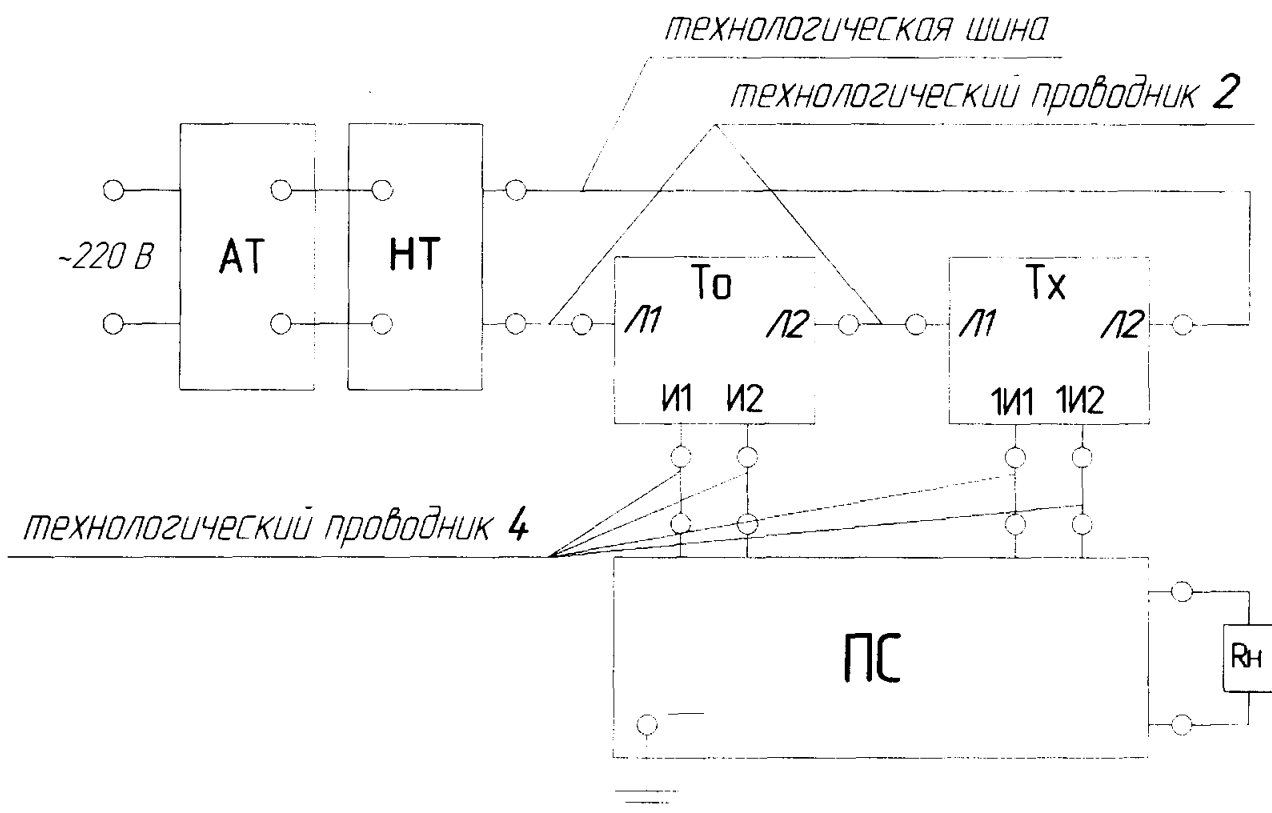 технологическая шина
технологический проводник 2
~220 В
АТ
НТ
То
Л1
Л2
И1
И2
Тх
Л1
Л2
1И1
1И2
технологический проводник 4
ПС
Rн